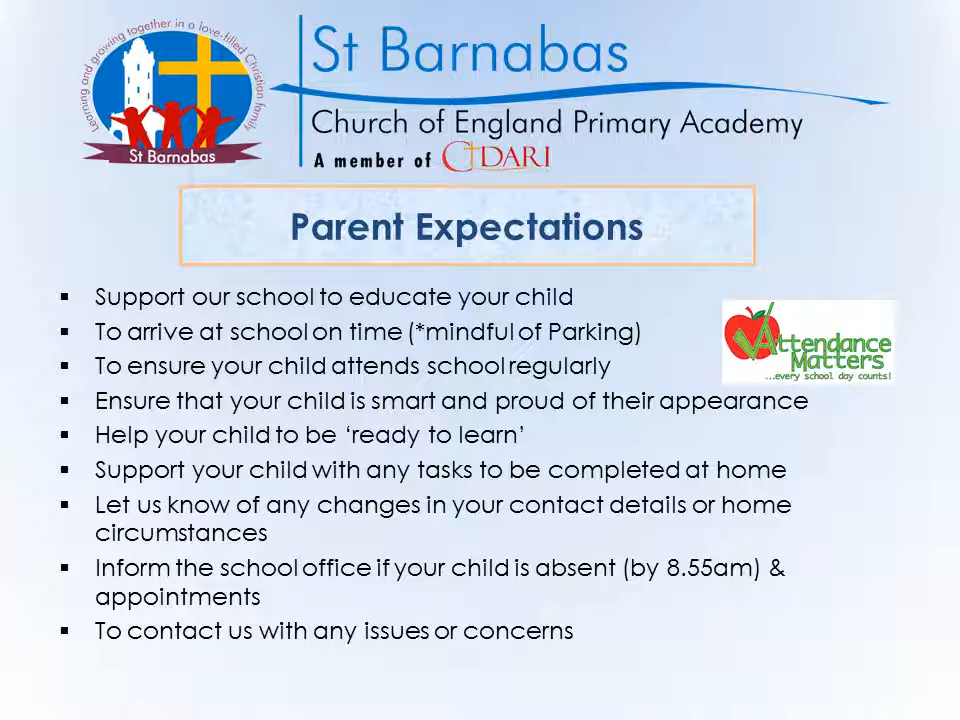 Learning and growing together in a love-filled Christian family
St Barnabas
St Barnabas
Church of England Primary Academy
A member of CIDARI
Parent Expectations
▪ Support our school to educate your child
▪ To arrive at school on time (*mindful of Parking)
▪ To ensure your child attends school regularly
Attendance
Matters
...every school day counts!
▪ Ensure that your child is smart and proud of their appearance
▪ Help your child to be ‘ready to learn’
▪ Support your child with any tasks to be completed at home
▪ Let us know of any changes in your contact details or home
circumstances
▪ Inform the school office if your child is absent (by 8.55am) &
appointments
▪ To contact us with any issues or concerns